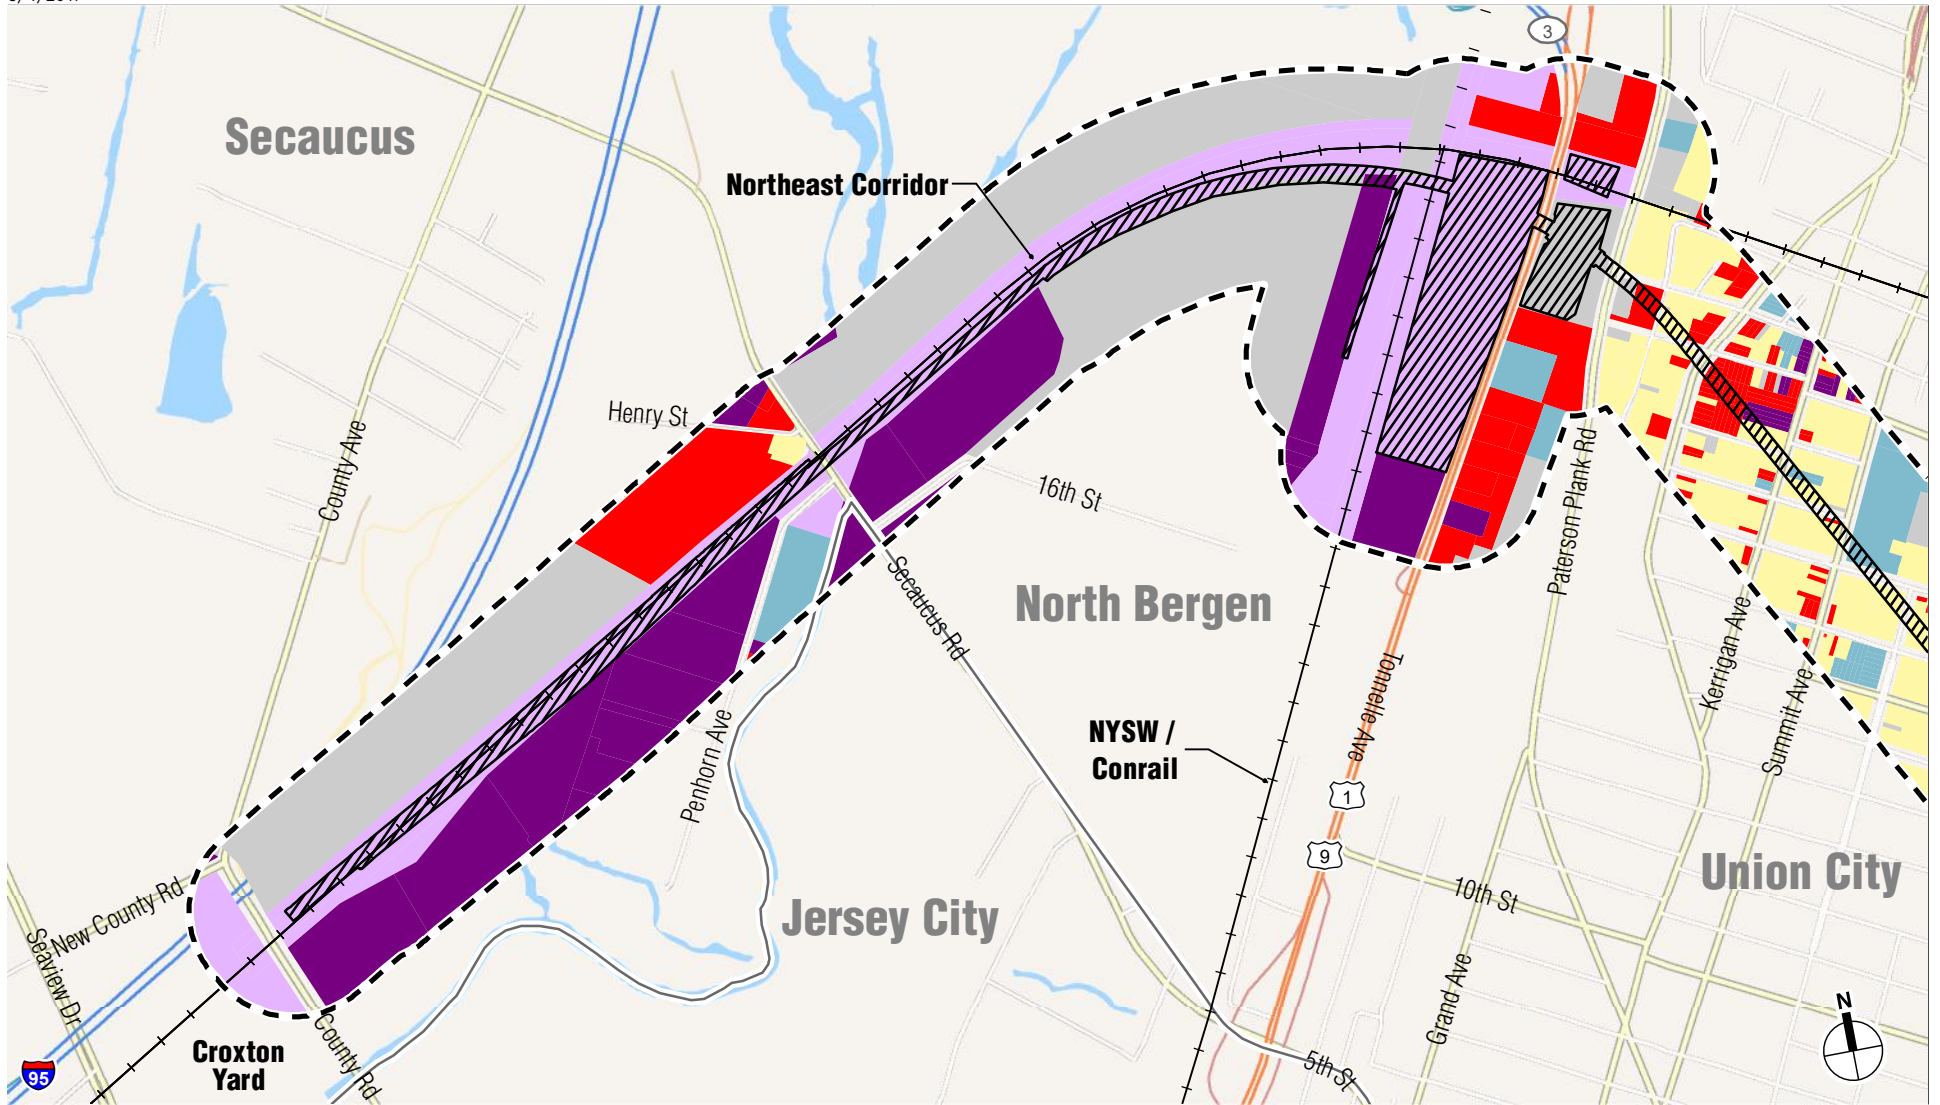 3
Secaucus
Northeast Corridor
Henry St
County Ave
16th St
Paterson Plank Rd
Secaucus Rd
North Bergen
Kerrigan Ave
Summit Ave
Tonnelle Ave
Penhorn Ave
NYSW /
Conrail
1
9
Union City
10th St
New County Rd
Jersey City
Seaview Dr
Grand Ave
N
Croxton
Yard
County Rd
5th St
95